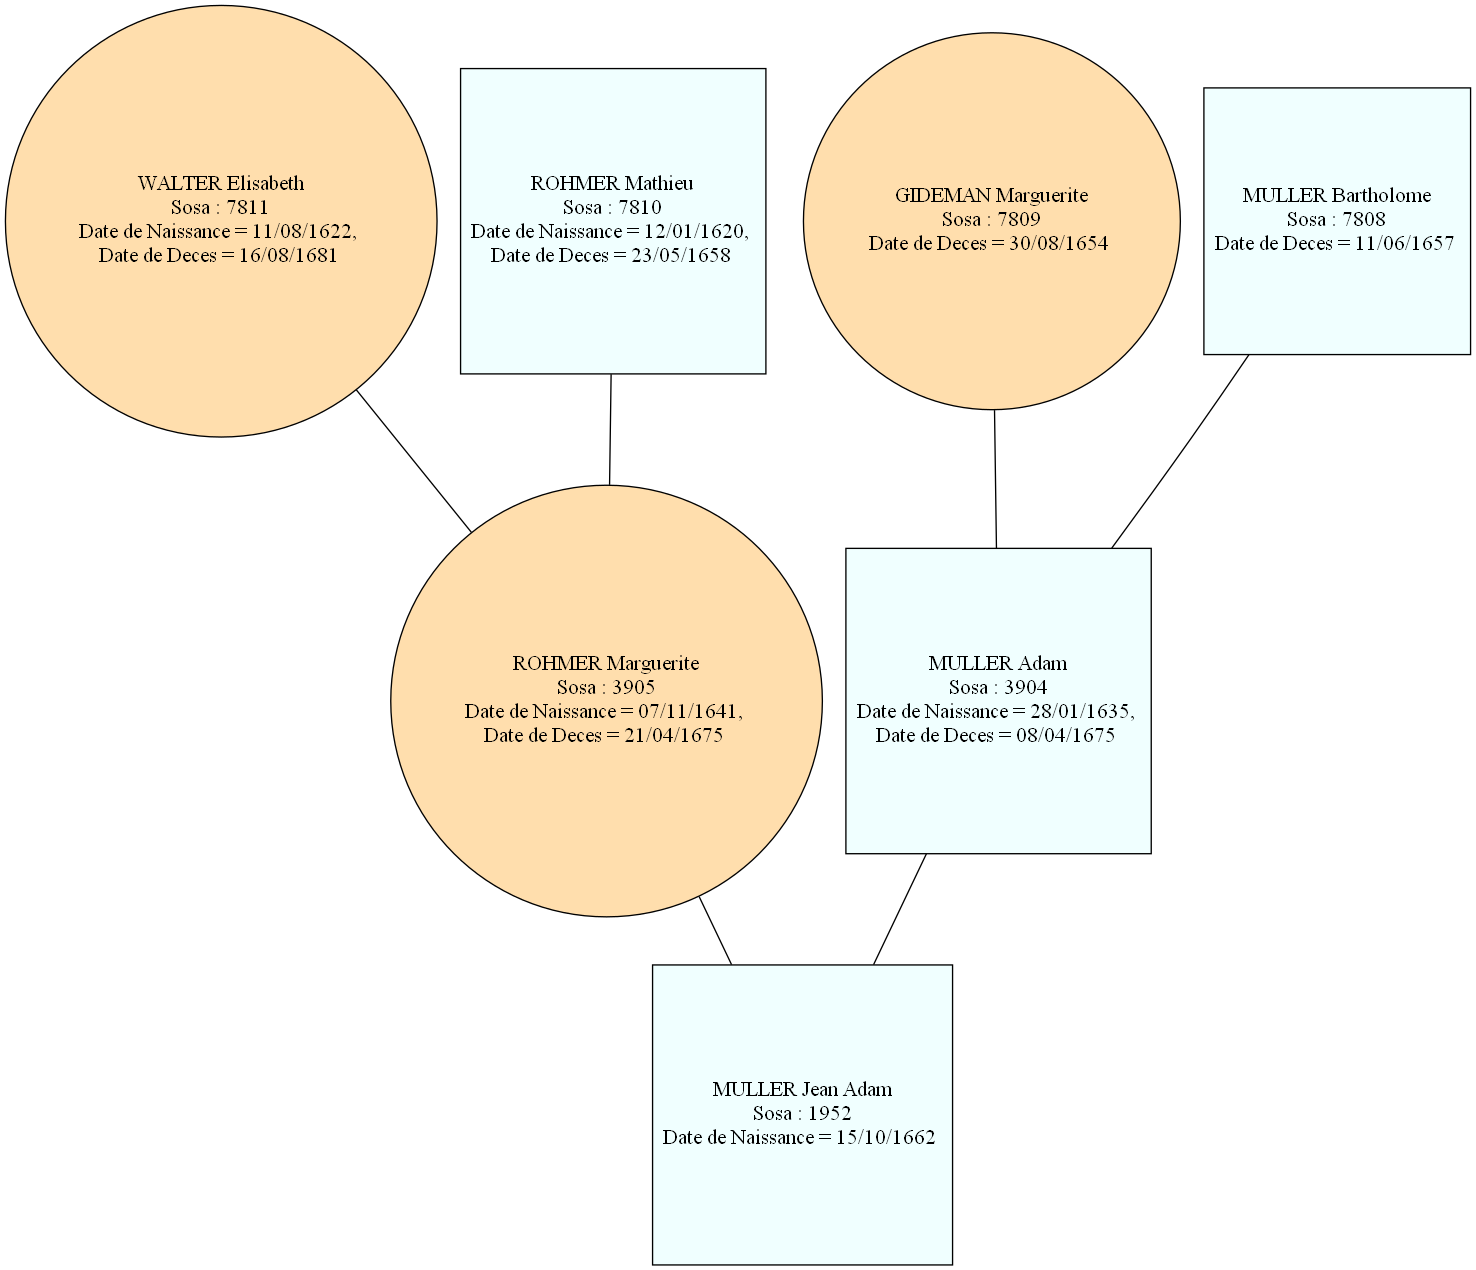 WALTER Elisabeth
Sosa : 7811
Date de Naissance = 11/08/1622,
Date de Deces = 16/08/1681
ROHMER Mathieu
Sosa : 7810
Date de Naissance = 12/01/1620,
Date de Deces = 23/05/1658
GIDEMAN Marguerite
Sosa : 7809
Date de Deces = 30/08/1654
MULLER Bartholome
Sosa : 7808
Date de Deces = 11/06/1657
ROHMER Marguerite
Sosa : 3905
Date de Naissance = 07/11/1641,
Date de Deces = 21/04/1675
MULLER Adam
Sosa : 3904
Date de Naissance = 28/01/1635,
Date de Deces = 08/04/1675
MULLER Jean Adam
Sosa : 1952
Date de Naissance = 15/10/1662